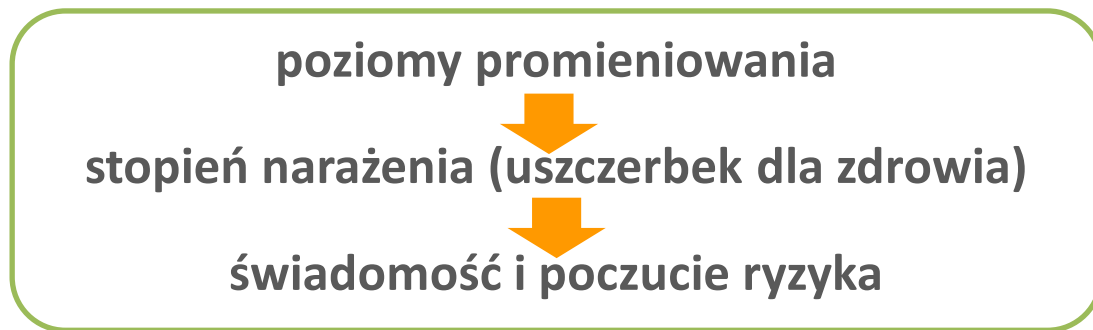 poziomy promieniowania
stopień narażenia (uszczerbek dla zdrowia)
świadomość i poczucie ryzyka